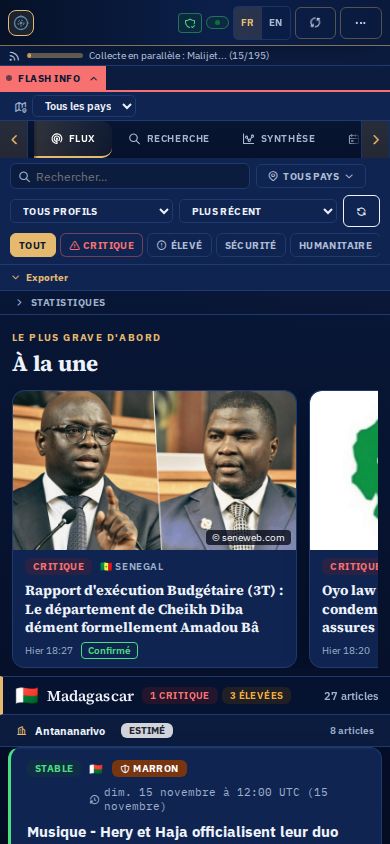 FR EN
Collecte en parallèle : Malijet... (15/195)
FLASH INFO
Tous les pays
FLUX RECHERCHE SYNTHÈSE
Rechercher... TOUS PAYS
TOUS PROFILS PLUS RÉCENT
TOUT CRITIQUE ÉLEVÉ SÉCURITÉ HUMANITAIRE
Exporter
STATISTIQUES
LE PLUS GRAVE D'ABORD
À la une
© seneweb.com
CRITIQUE SENEGAL
Rapport d'exécution Budgétaire (3T) :
Le département de Cheikh Diba
dément formellement Amadou Bâ
Hier 18:27 Confirmé
CRITIQUE
Oyo law
condem
assures
Hier 18:20
Madagascar 1 CRITIQUE 3 ÉLEVÉES 27 articles
Antananarivo ESTIMÉ 8 articles
STABLE MARRON
dim. 15 novembre à 12:00 UTC (15
novembre)
Musique - Hery et Haja officialisent leur duo